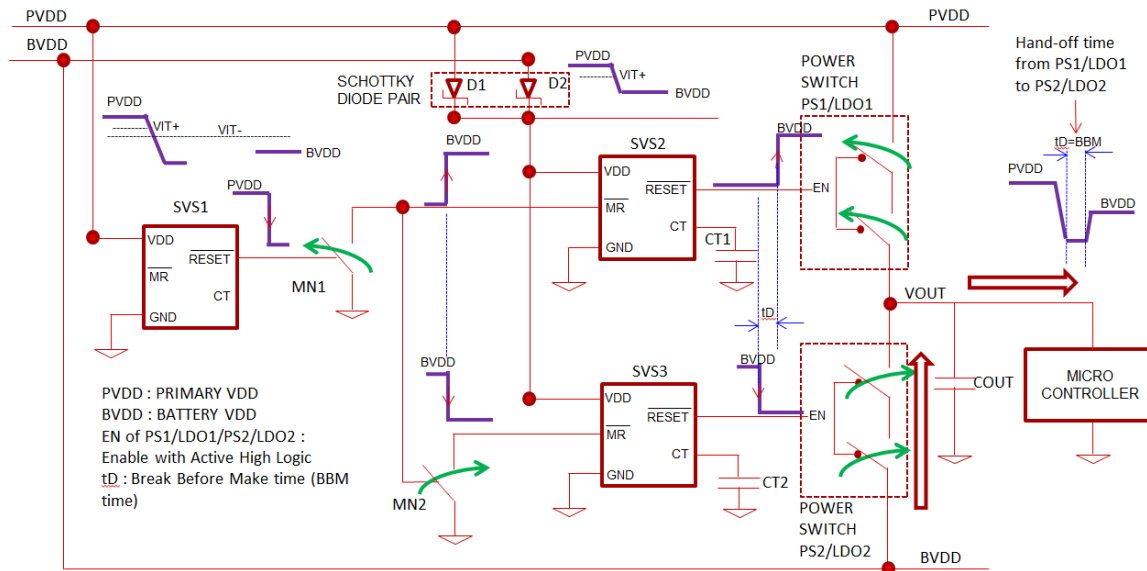 PVDD
PVDD
BVDD
Hand-off time
from PS1/LDO1
to PS2/LDO2
POWER
SWITCH
PS1/LDO1
SCHOTTKY
DIODE PAIR
D1
D2
VIT+
BVDD
PVDD
VIT+
VIT-
BVDD
BVDD
BVDD
tD=BBM
PVDD
BVDD
SVS2
VDD
RESET
MR
CT
GND
CT1
EN
PVDD
SVS1
VDD
RESET
MR
CT
GND
MN1
VOUT
tD
BVDD
BVDD
SVS3
VDD
RESET
MR
CT
GND
CT2
EN
COUT
MICRO
CONTROLLER
PVDD : PRIMARY VDD
BVDD : BATTERY VDD
EN of PS1/LDO1/PS2/LDO2 :
Enable with Active High Logic
tD : Break Before Make time (BBM
time)
MN2
POWER
SWITCH
PS2/LDO2
BVDD